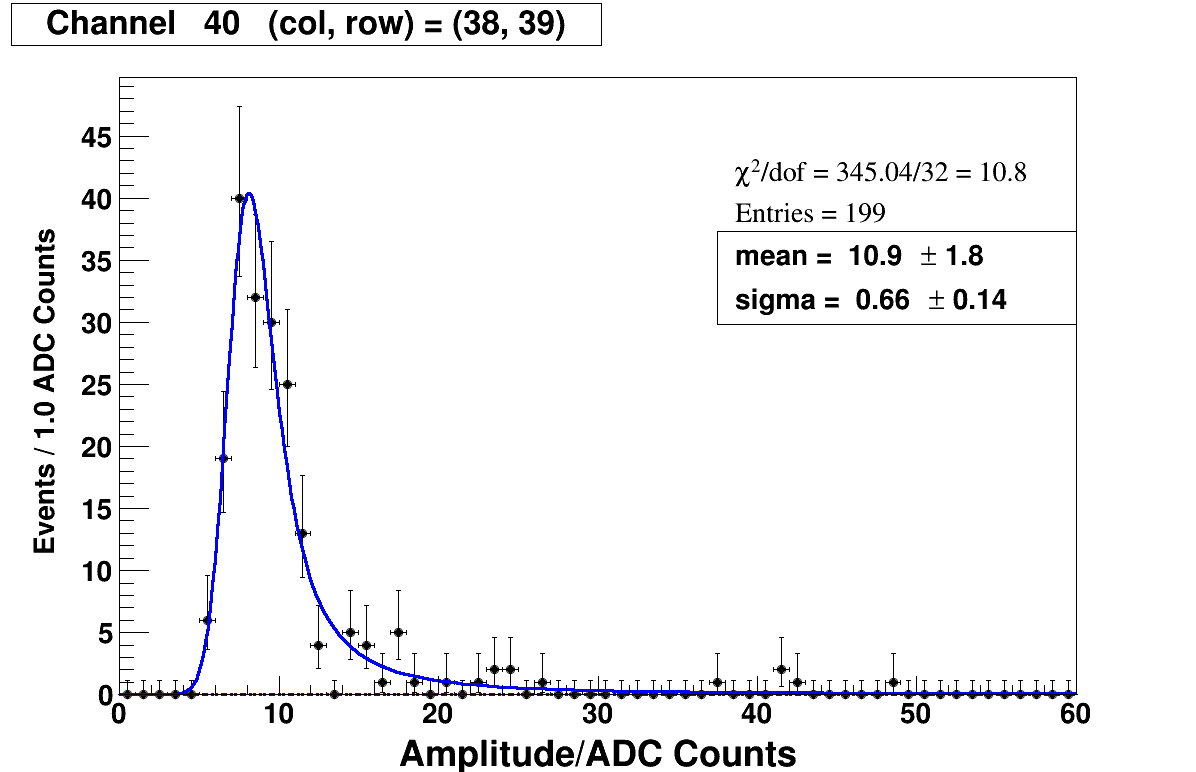 Channel 40 (col, row) = (38, 39)
χ²/dof = 345.04/32 = 10.8
Entries = 199
mean = 10.9 ± 1.8
sigma = 0.66 ± 0.14
Events / 1.0 ADC Counts
45
40
35
30
25
20
15
10
5
0
0 10 20 30 40 50 60
Amplitude/ADC Counts